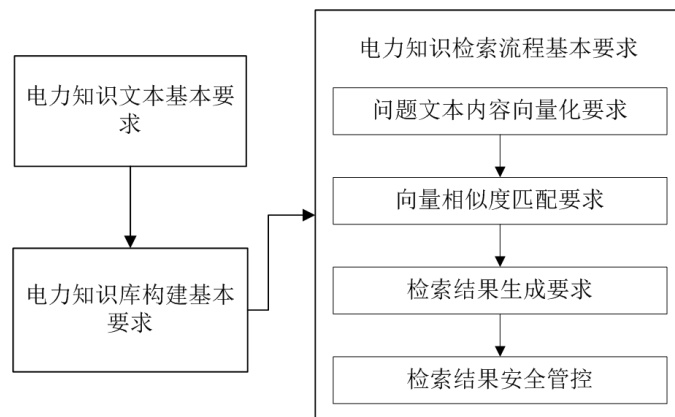 电力知识文本基本要
求
电力知识库构建基本
要求
电力知识检索流程基本要求
问题文本内容向量化要求
向量相似度匹配要求
检索结果生成要求
检索结果安全管控